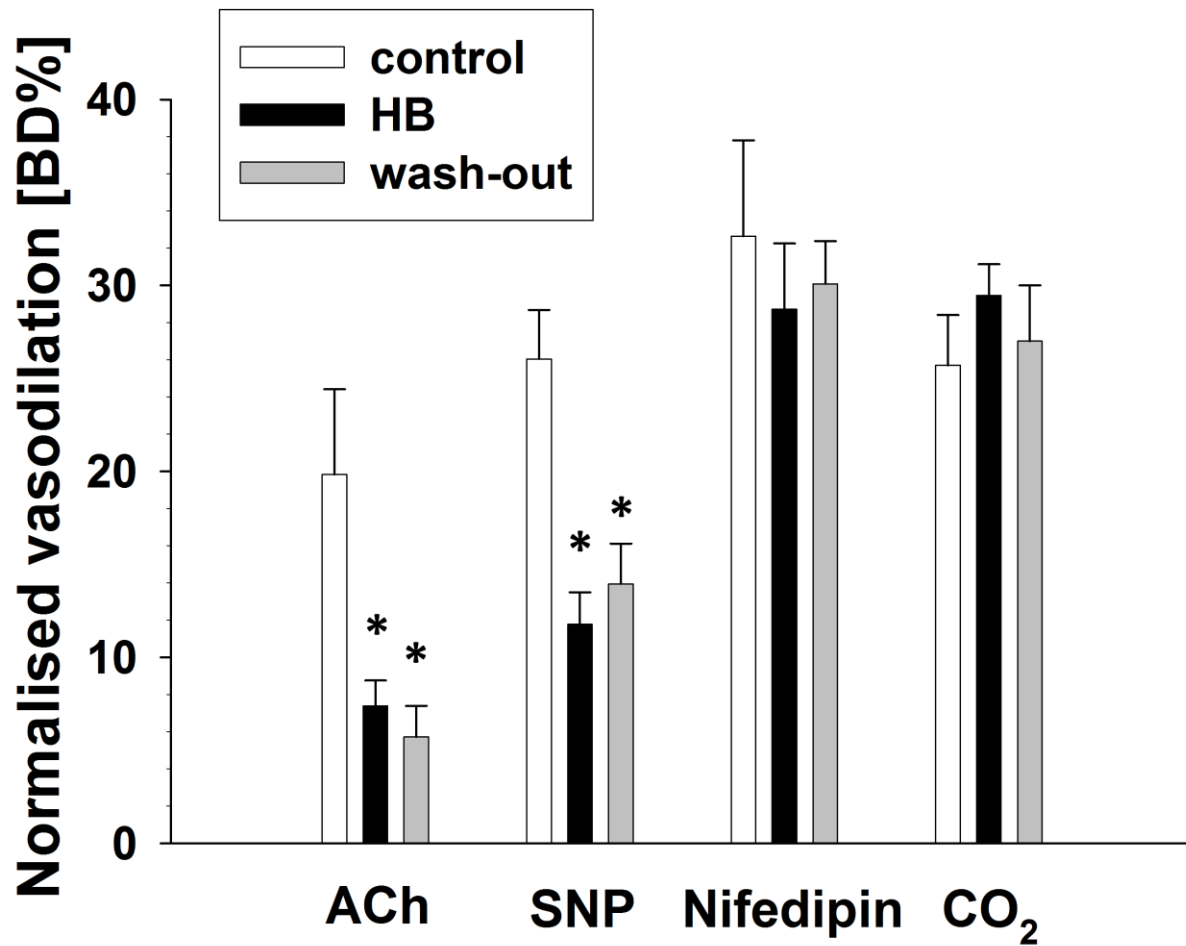 Normalised vasodilation [BD%]
control
HB
wash-out
40
30
20
10
0
*
*
*
*
ACh
SNP
Nifedipin
CO₂